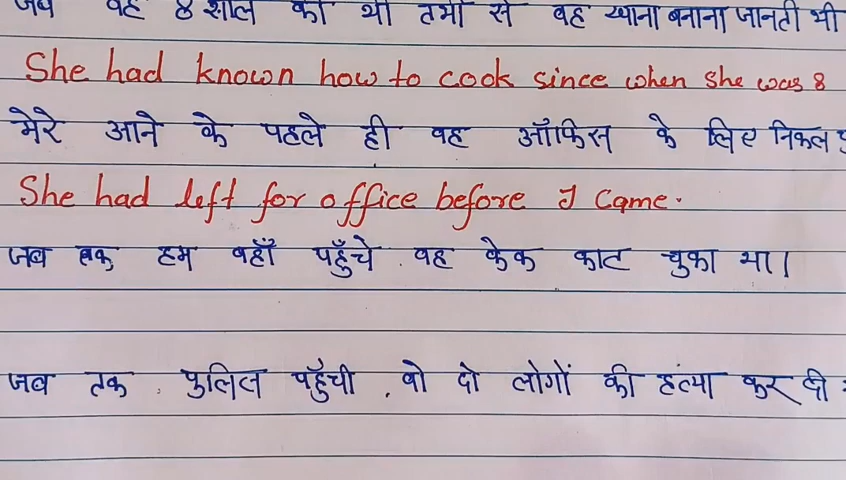 जब वह 8 साल की थी तभी से वह खाना बनाना जानती थी
She had known how to cook since when she was 8
मेरे आने के पहले ही वह ऑफिस के लिए निकल
She had left for office before I came.
जब तक हम वहाँ पहुँचे वह केक काट चुका था।
जब तक पुलिस पहुँची वो दो लोगों की हत्या कर दी